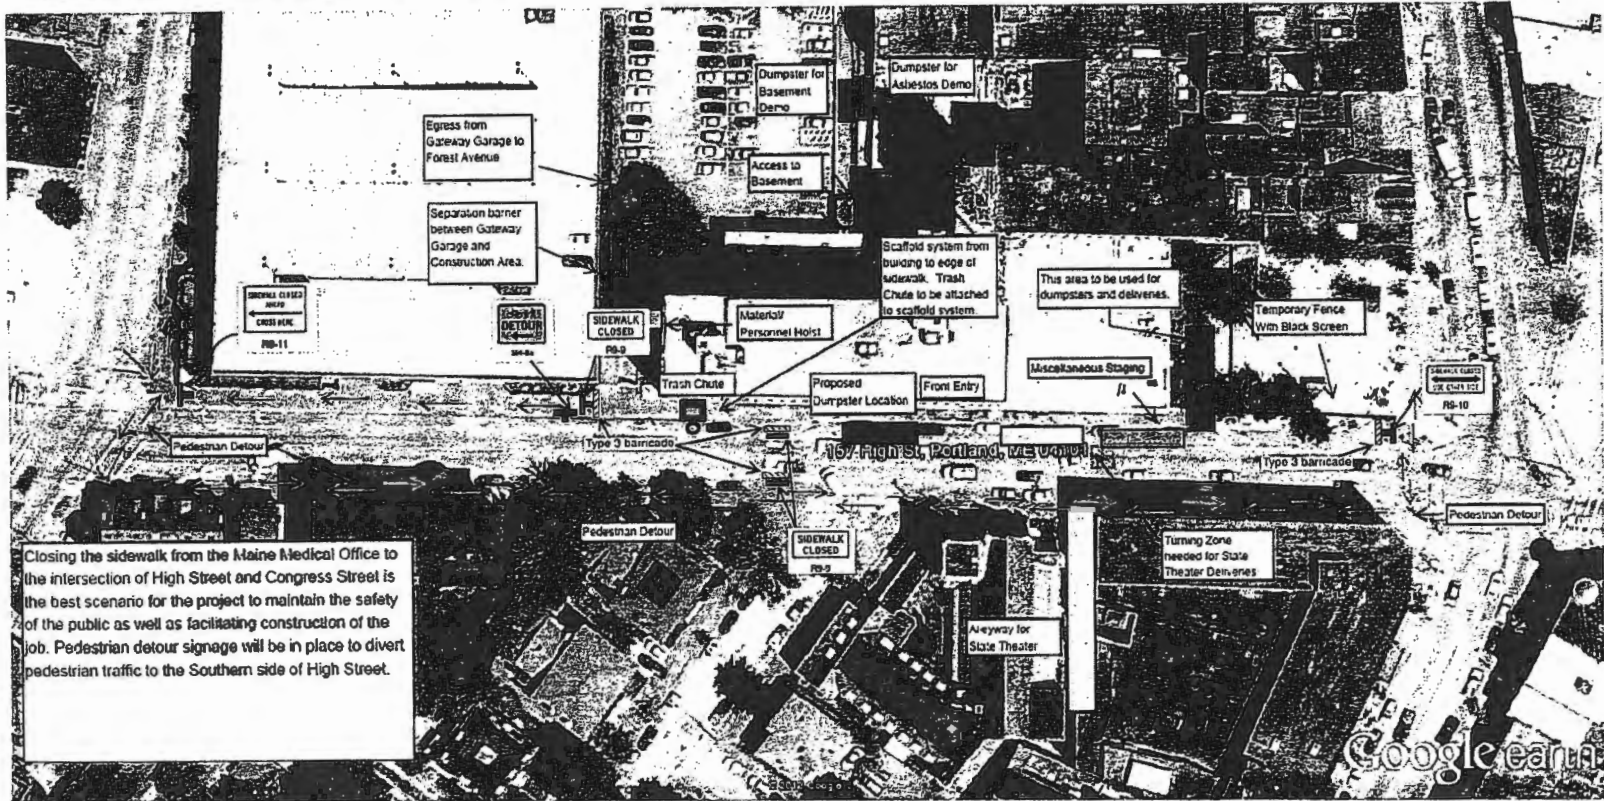 Dumpster for
Basement
Demo
Dumpster for
Asbestos Demo
Egress from
Gateway Garage to
Forest Avenue
Access to
Basement
Separation barrier
between Gateway
Garage and
Construction Area.
Scaffold system from
building to edge of
sidewalk. Trash
Chute to be attached
to scaffold system.
This area to be used for
dumpsters and deliveries.
Temporary Fence
With Black Screen
SIDEWALK CLOSED
AHEAD
CROSS HERE
R9-11
DETOUR
SIDEWALK
CLOSED
R9-9
Material/
Personnel Hoist
Miscellaneous Staging
SIDEWALK CLOSED
USE OTHER SIDE
R9-10
Trash Chute
Proposed
Dumpster Location
Front Entry
Pedestrian Detour
Type 3 barricade
157 High St, Portland, ME 04101
Type 3 barricade
Pedestrian Detour
Pedestrian Detour
SIDEWALK
CLOSED
R9-9
Turning Zone
needed for State
Theater Deliveries
Alleyway for
State Theater
Closing the sidewalk from the Maine Medical Office to
the intersection of High Street and Congress Street is
the best scenario for the project to maintain the safety
of the public as well as facilitating construction of the
job. Pedestrian detour signage will be in place to divert
pedestrian traffic to the Southern side of High Street.
Google earth